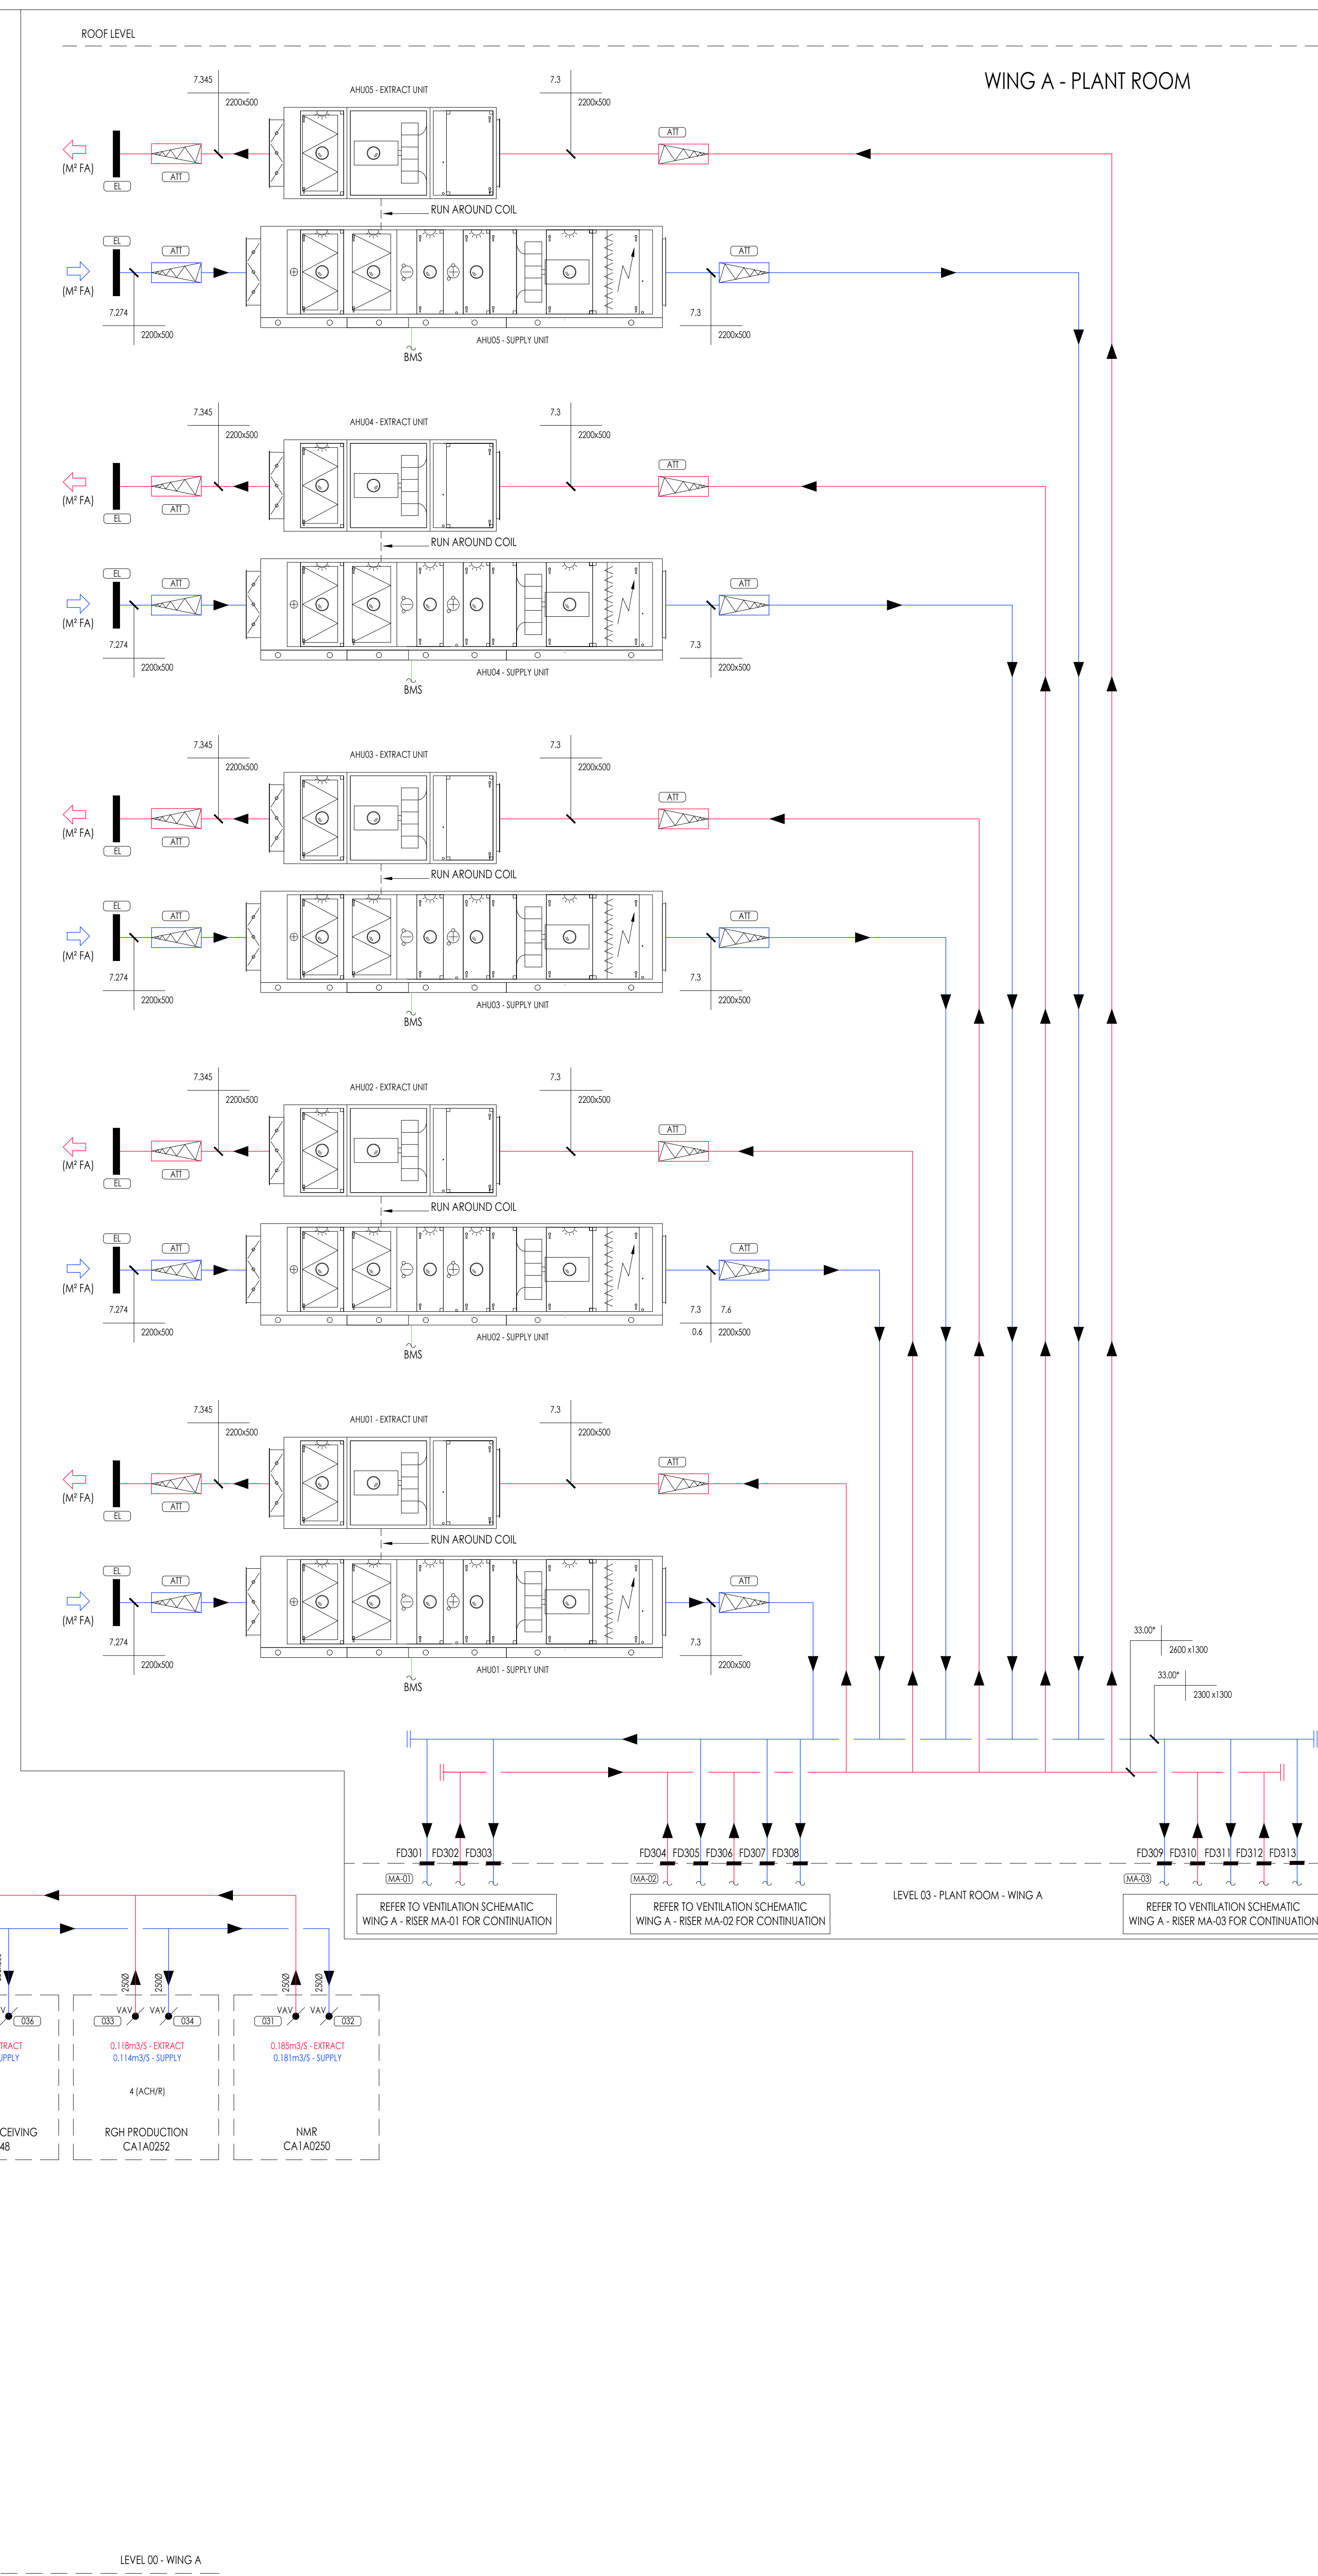 ROOF LEVEL
WING A - PLANT ROOM
7.345
2200x500
AHU05 - EXTRACT UNIT
7.3
2200x500
ATT
(M² FA)
ATT
EL
RUN AROUND COIL
EL
ATT
ATT
(M² FA)
7.274
2200x500
7.3
2200x500
AHU05 - SUPPLY UNIT
BMS
7.345
2200x500
AHU04 - EXTRACT UNIT
7.3
2200x500
ATT
(M² FA)
ATT
EL
RUN AROUND COIL
EL
ATT
ATT
(M² FA)
7.274
2200x500
7.3
2200x500
AHU04 - SUPPLY UNIT
BMS
7.345
2200x500
AHU03 - EXTRACT UNIT
7.3
2200x500
ATT
(M² FA)
ATT
EL
RUN AROUND COIL
EL
ATT
ATT
(M² FA)
7.274
2200x500
7.3
2200x500
AHU03 - SUPPLY UNIT
BMS
7.345
2200x500
AHU02 - EXTRACT UNIT
7.3
2200x500
ATT
(M² FA)
ATT
EL
RUN AROUND COIL
EL
ATT
ATT
(M² FA)
7.274
2200x500
7.3 7.6
0.6 2200x500
AHU02 - SUPPLY UNIT
BMS
7.345
2200x500
AHU01 - EXTRACT UNIT
7.3
2200x500
ATT
(M² FA)
ATT
EL
RUN AROUND COIL
EL
ATT
ATT
(M² FA)
7.274
2200x500
7.3
2200x500
AHU01 - SUPPLY UNIT
BMS
33.00*
2600 x1300
33.00*
2300 x1300
FD301 FD302 FD303
FD304 FD305 FD306 FD307 FD308
FD309 FD310 FD311 FD312 FD313
MA-01
MA-02
MA-03
REFER TO VENTILATION SCHEMATIC
WING A - RISER MA-01 FOR CONTINUATION
REFER TO VENTILATION SCHEMATIC
WING A - RISER MA-02 FOR CONTINUATION
LEVEL 03 - PLANT ROOM - WING A
REFER TO VENTILATION SCHEMATIC
WING A - RISER MA-03 FOR CONTINUATION
250Ø 250Ø 250Ø 250Ø
V VAV VAV VAV VAV
036 033 034 031 032
TRACT
UPPLY
0.118m3/S - EXTRACT
0.114m3/S - SUPPLY
0.185m3/S - EXTRACT
0.181m3/S - SUPPLY
4 (ACH/R)
CEIVING
48
RGH PRODUCTION
CA1A0252
NMR
CA1A0250
LEVEL 00 - WING A